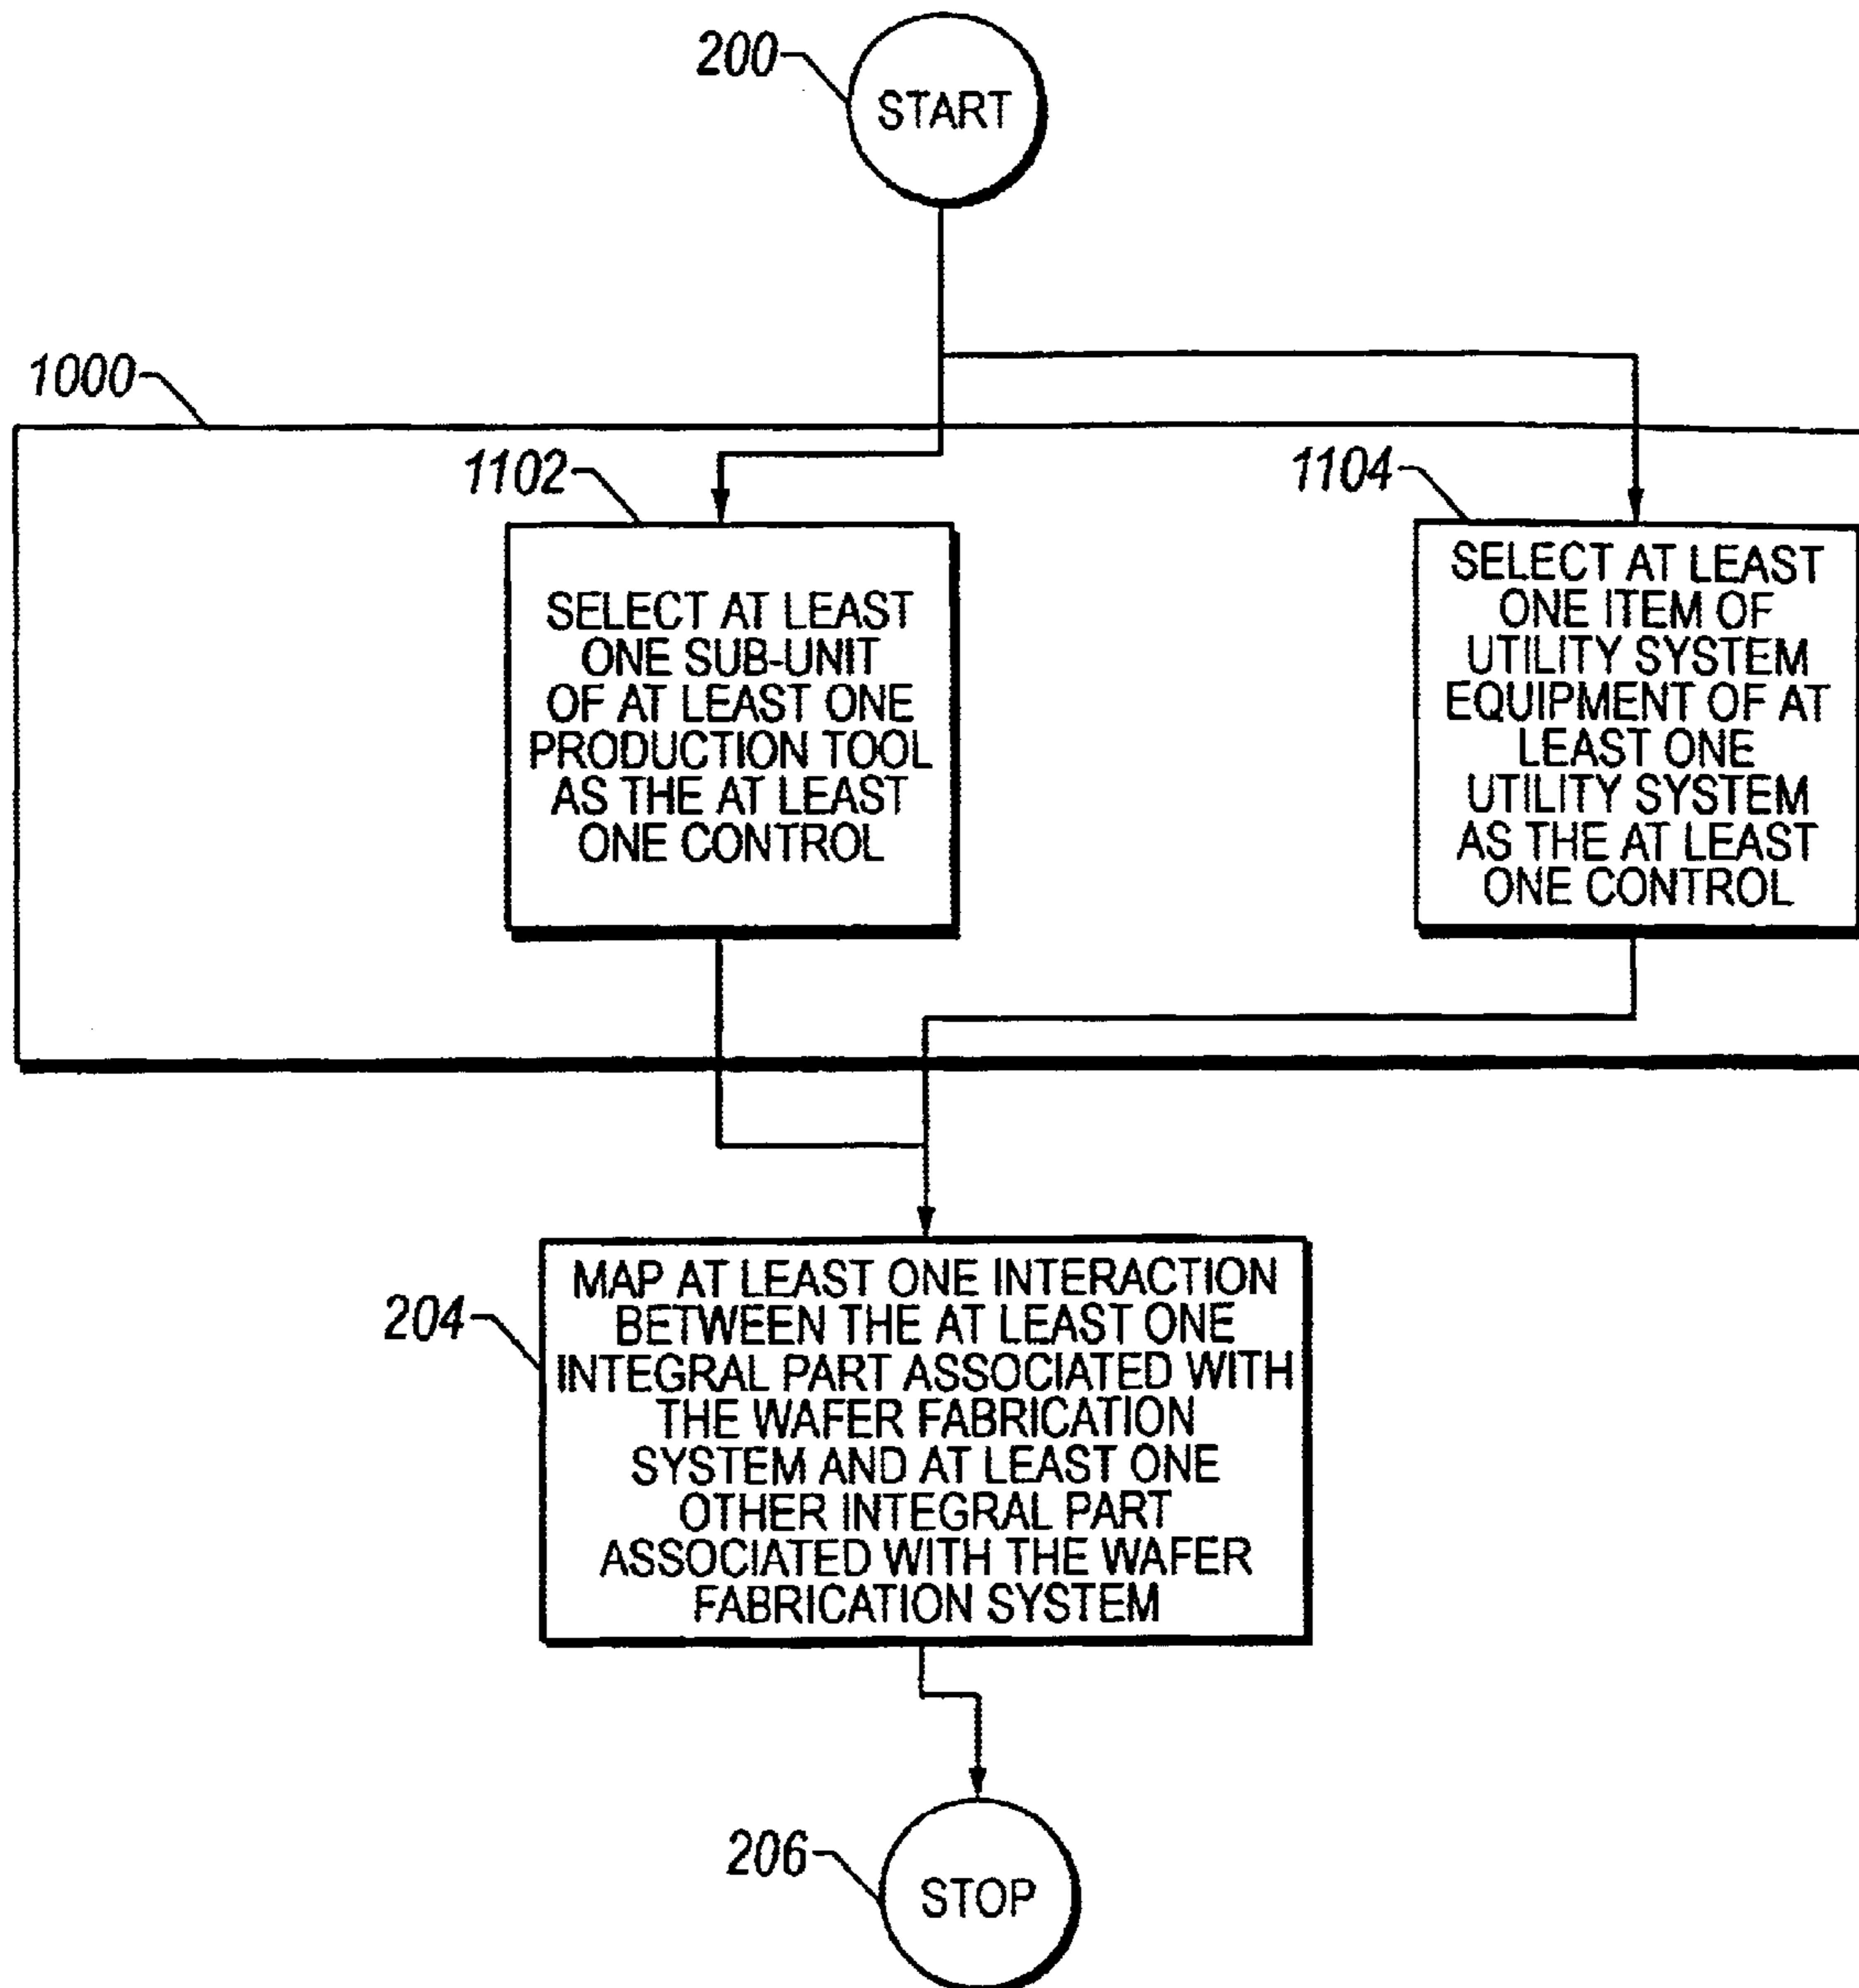 200
START
1000
1102
1104
SELECT AT LEAST
ONE SUB-UNIT
OF AT LEAST ONE
PRODUCTION TOOL
AS THE AT LEAST
ONE CONTROL
SELECT AT LEAST
ONE ITEM OF
UTILITY SYSTEM
EQUIPMENT OF AT
LEAST ONE
UTILITY SYSTEM
AS THE AT LEAST
ONE CONTROL
204
MAP AT LEAST ONE INTERACTION
BETWEEN THE AT LEAST ONE
INTEGRAL PART ASSOCIATED WITH
THE WAFER FABRICATION
SYSTEM AND AT LEAST ONE
OTHER INTEGRAL PART
ASSOCIATED WITH THE WAFER
FABRICATION SYSTEM
206
STOP